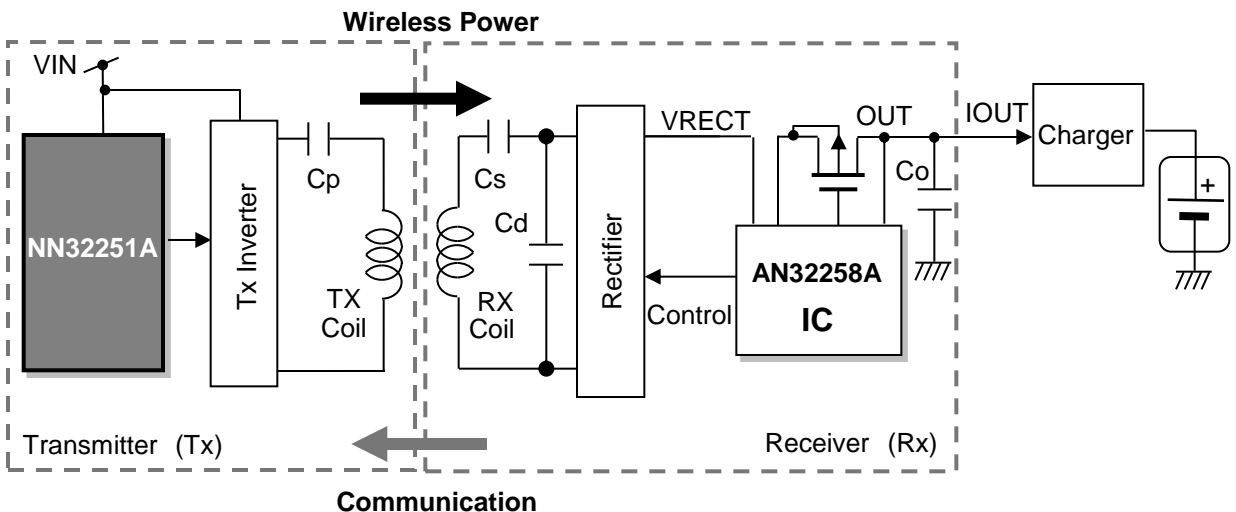 Wireless Power
VIN
NN32251A
Tx Inverter
Cp
TX
Coil
Transmitter (Tx)
Cs
Cd
RX
Coil
Rectifier
VRECT
Control
AN32258A
IC
OUT
Co
IOUT
Charger
+
Receiver (Rx)
Communication